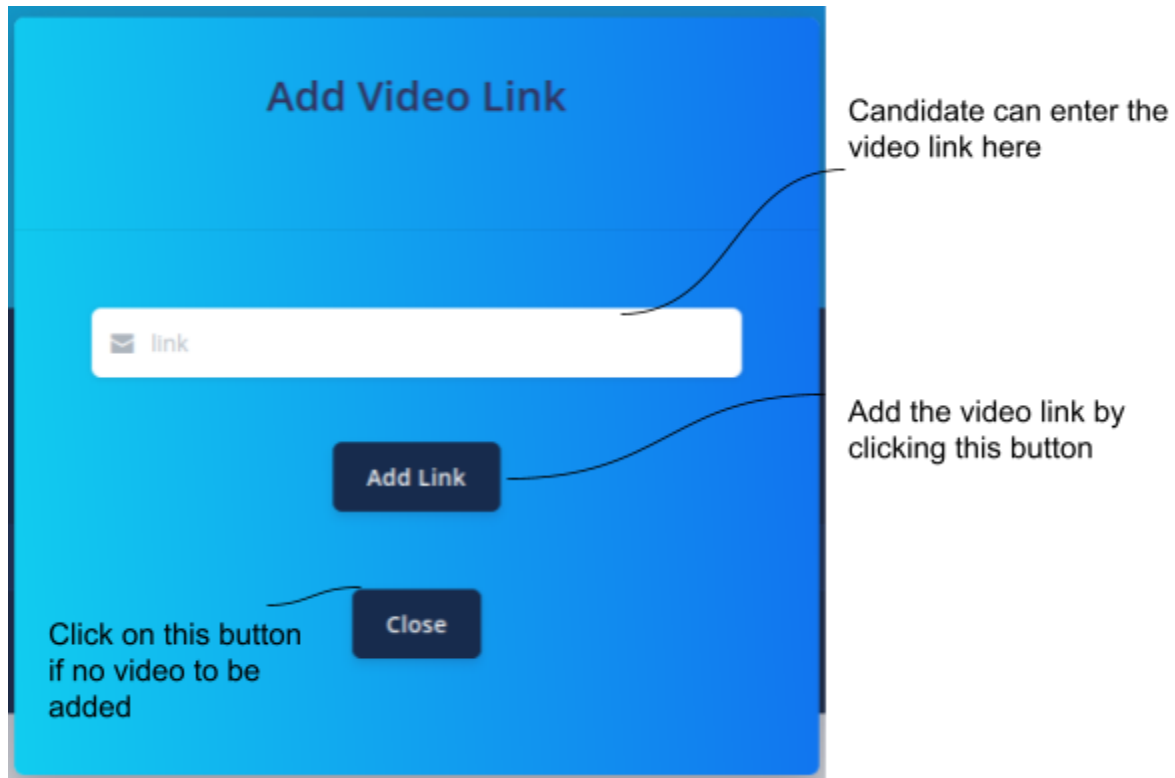 Add Video Link
Candidate can enter the
video link here
link
Add the video link by
clicking this button
Add Link
Close
Click on this button
if no video to be
added